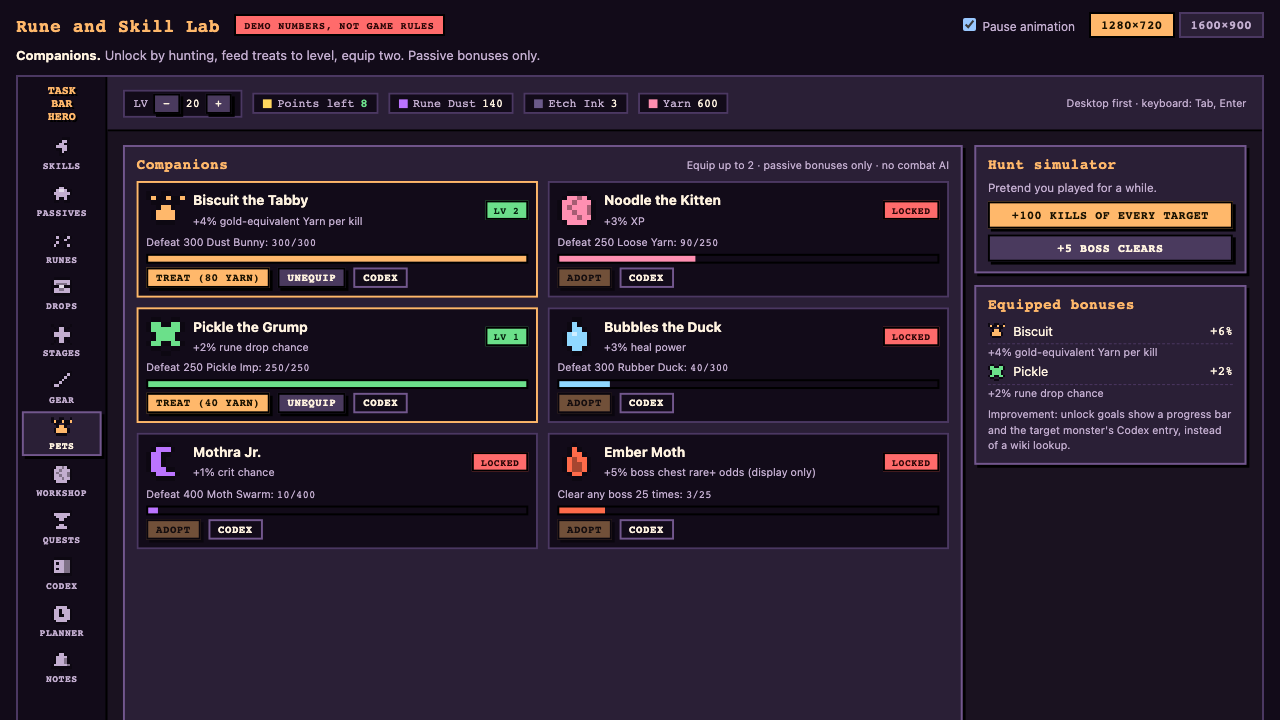 Rune and Skill Lab
DEMO NUMBERS, NOT GAME RULES
Pause animation
1280×720
1600×900
Companions. Unlock by hunting, feed treats to level, equip two. Passive bonuses only.
TASK
BAR
HERO
SKILLS
PASSIVES
RUNES
DROPS
STAGES
GEAR
PETS
WORKSHOP
QUESTS
CODEX
PLANNER
NOTES
LV − 20 +
Points left 8
Rune Dust 140
Etch Ink 3
Yarn 600
Desktop first · keyboard: Tab, Enter
Companions
Equip up to 2 · passive bonuses only · no combat AI
Biscuit the Tabby
+4% gold-equivalent Yarn per kill
LV 2
Defeat 300 Dust Bunny: 300/300
TREAT (80 YARN)
UNEQUIP
CODEX
Noodle the Kitten
+3% XP
LOCKED
Defeat 250 Loose Yarn: 90/250
ADOPT
CODEX
Pickle the Grump
+2% rune drop chance
LV 1
Defeat 250 Pickle Imp: 250/250
TREAT (40 YARN)
UNEQUIP
CODEX
Bubbles the Duck
+3% heal power
LOCKED
Defeat 300 Rubber Duck: 40/300
ADOPT
CODEX
Mothra Jr.
+1% crit chance
LOCKED
Defeat 400 Moth Swarm: 10/400
ADOPT
CODEX
Ember Moth
+5% boss chest rare+ odds (display only)
LOCKED
Clear any boss 25 times: 3/25
ADOPT
CODEX
Hunt simulator
Pretend you played for a while.
+100 KILLS OF EVERY TARGET
+5 BOSS CLEARS
Equipped bonuses
Biscuit +6%
+4% gold-equivalent Yarn per kill
Pickle +2%
+2% rune drop chance
Improvement: unlock goals show a progress bar
and the target monster's Codex entry, instead
of a wiki lookup.